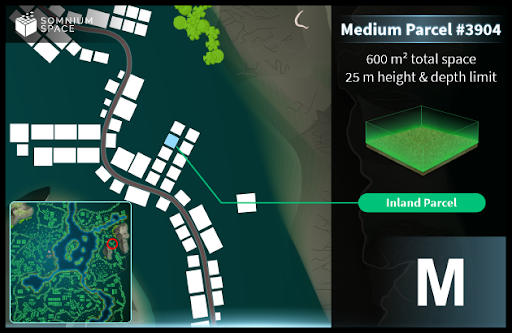 SOMNIUM
SPACE
Medium Parcel #3904
600 m² total space
25 m height & depth limit
Inland Parcel
M